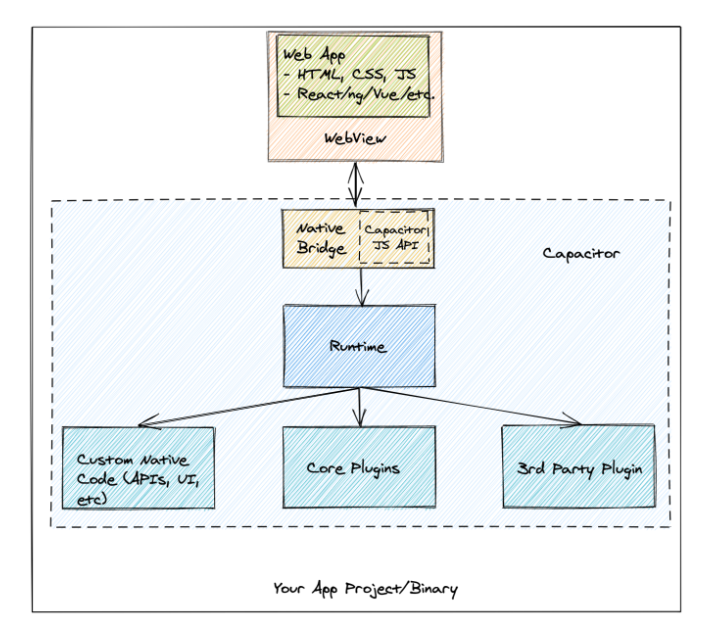 Web App
- HTML, CSS, JS
- React/ng/Vue/etc.
WebView
Native
Bridge
Capacitor
JS API
Capacitor
Runtime
Custom Native
Code (APIs, UI,
etc)
Core Plugins
3rd Party Plugin
Your App Project/Binary